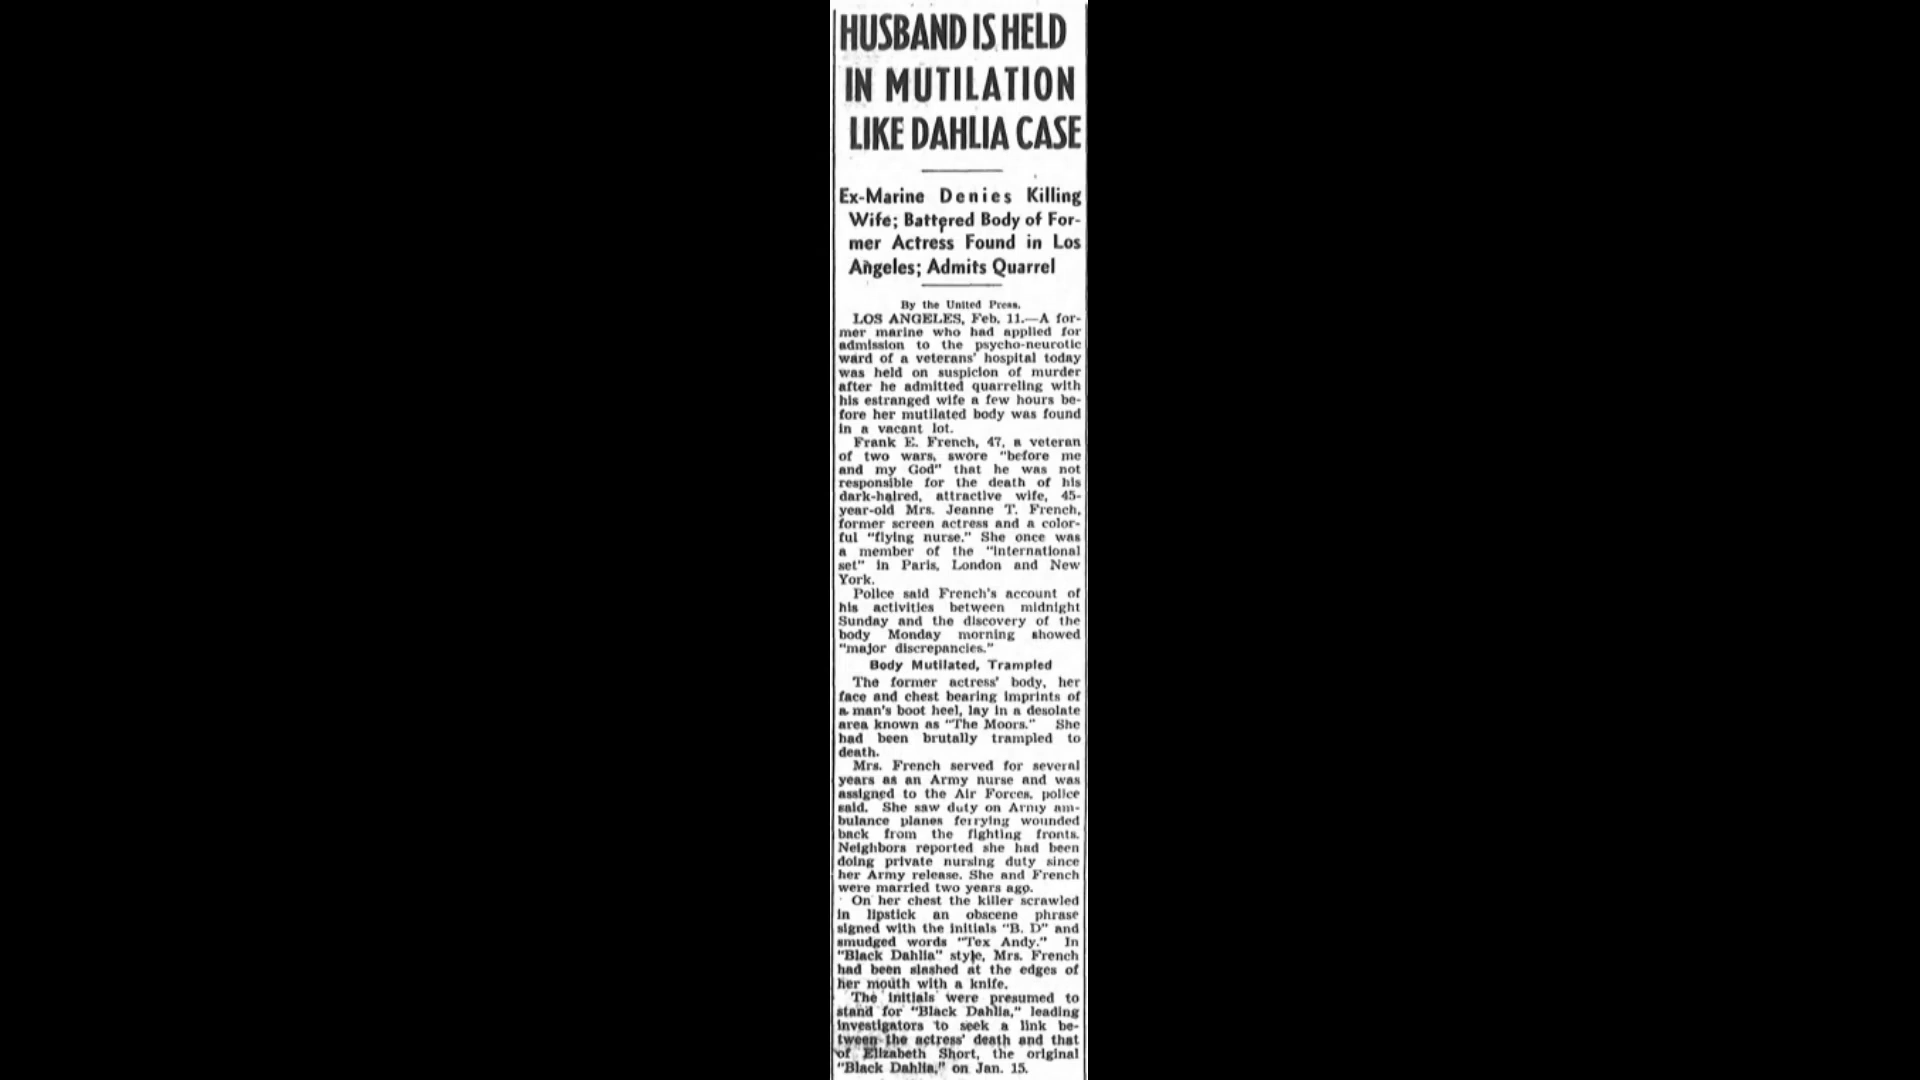 HUSBAND IS HELD
IN MUTILATION
LIKE DAHLIA CASE
Ex-Marine Denies Killing
Wife; Battered Body of For-
mer Actress Found in Los
Angeles; Admits Quarrel
By the United Press.
LOS ANGELES, Feb. 11.—A for-
mer marine who had applied for
admission to the psycho-neurotic
ward of a veterans' hospital today
was held on suspicion of murder
after he admitted quarreling with
his estranged wife a few hours be-
fore her mutilated body was found
in a vacant lot.
Frank E. French, 47, a veteran
of two wars, swore "before me
and my God" that he was not
responsible for the death of his
dark-haired, attractive wife, 45-
year-old Mrs. Jeanne T. French,
former screen actress and a color-
ful "flying nurse." She once was
a member of the "international
set" in Paris, London and New
York.
Police said French's account of
his activities between midnight
Sunday and the discovery of the
body Monday morning showed
"major discrepancies."
Body Mutilated, Trampled
The former actress' body, her
face and chest bearing imprints of
a man's boot heel, lay in a desolate
area known as "The Moors." She
had been brutally trampled to
death.
Mrs. French served for several
years as an Army nurse and was
assigned to the Air Forces, police
said. She saw duty on Army am-
bulance planes ferrying wounded
back from the fighting fronts.
Neighbors reported she had been
doing private nursing duty since
her Army release. She and French
were married two years ago.
On her chest the killer scrawled
in lipstick an obscene phrase
signed with the initials "B. D" and
smudged words "Tex Andy." In
"Black Dahlia" style, Mrs. French
had been slashed at the edges of
her mouth with a knife.
The initials were presumed to
stand for "Black Dahlia," leading
investigators to seek a link be-
tween the actress' death and that
of Elizabeth Short, the original
"Black Dahlia," on Jan. 15.